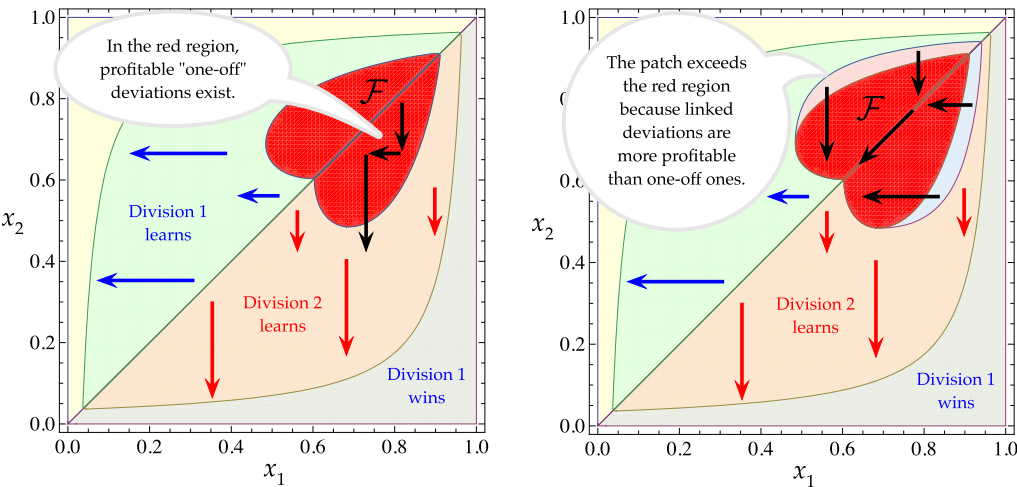 1.0
0.8
0.6
0.4
0.2
0.0
x2
In the red region,
profitable "one-off"
deviations exist.
F
Division 1
learns
Division 2
learns
Division 1
wins
0.0 0.2 0.4 0.6 0.8 1.0
x1
1.0
0.8
0.6
0.4
0.2
0.0
x2
The patch exceeds
the red region
because linked
deviations are
more profitable
than one-off ones.
F
Division 1
learns
Division 2
learns
Division 1
wins
0.0 0.2 0.4 0.6 0.8 1.0
x1